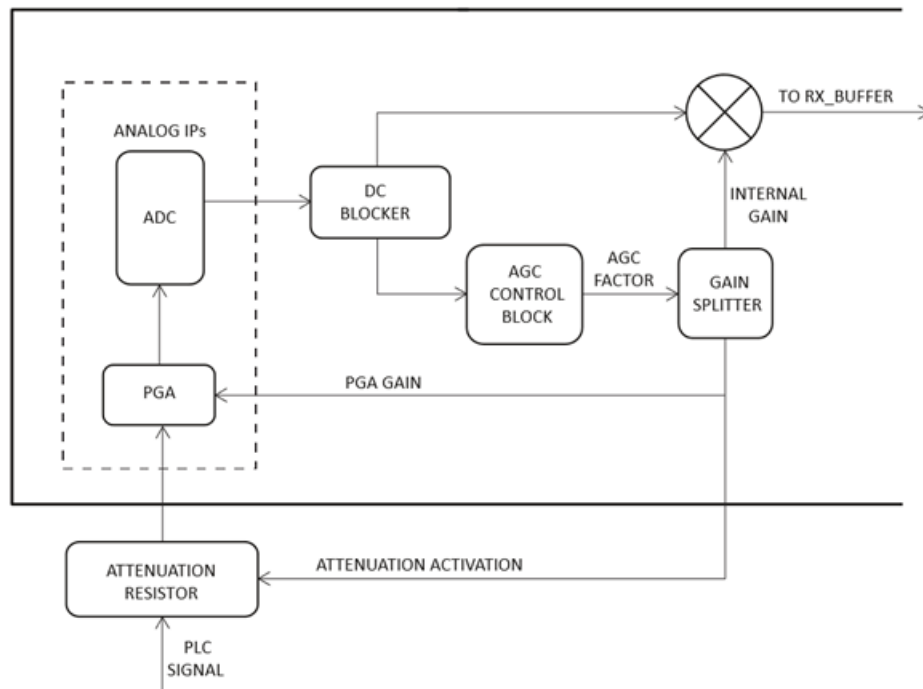 TO RX_BUFFER
ANALOG IPs
ADC
DC
BLOCKER
INTERNAL
GAIN
AGC
CONTROL
BLOCK
AGC
FACTOR
GAIN
SPLITTER
PGA
PGA GAIN
ATTENUATION
RESISTOR
ATTENUATION ACTIVATION
PLC
SIGNAL